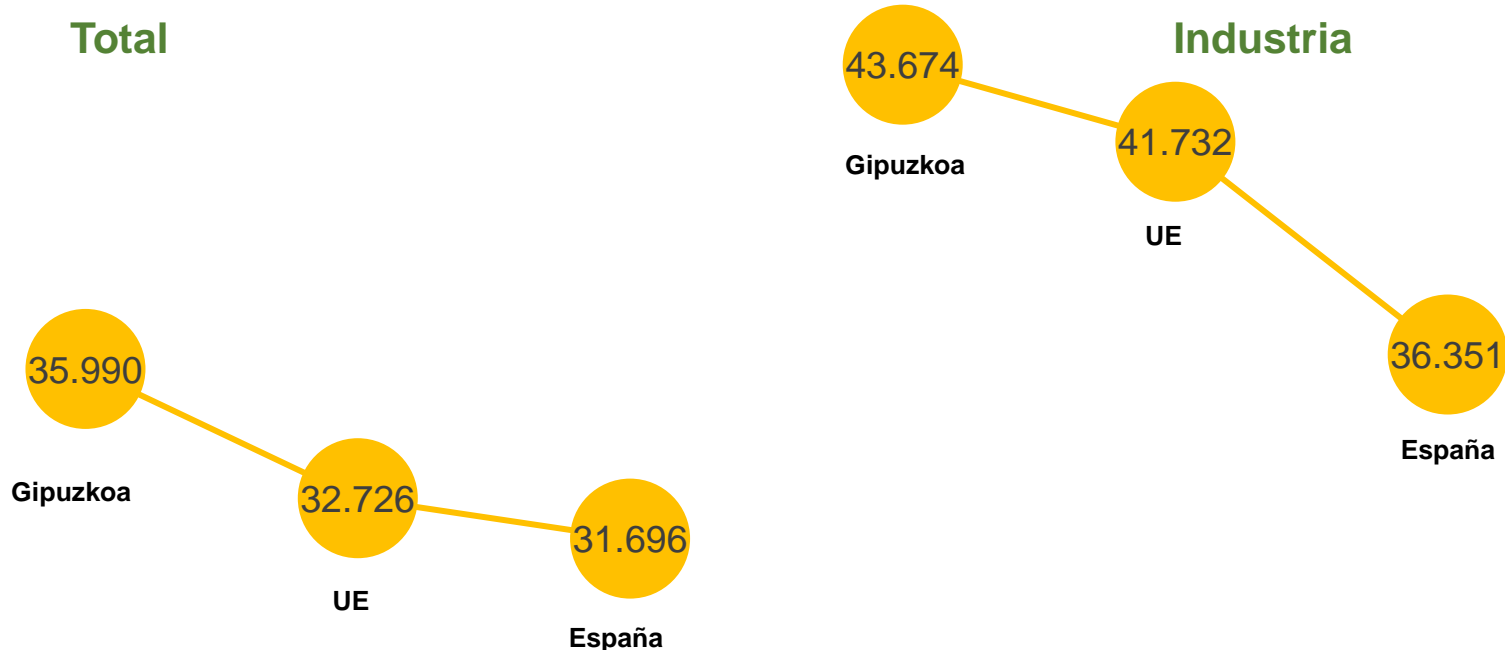 Total
35.990
Gipuzkoa
32.726
UE
31.696
España
Industria
43.674
Gipuzkoa
41.732
UE
36.351
España